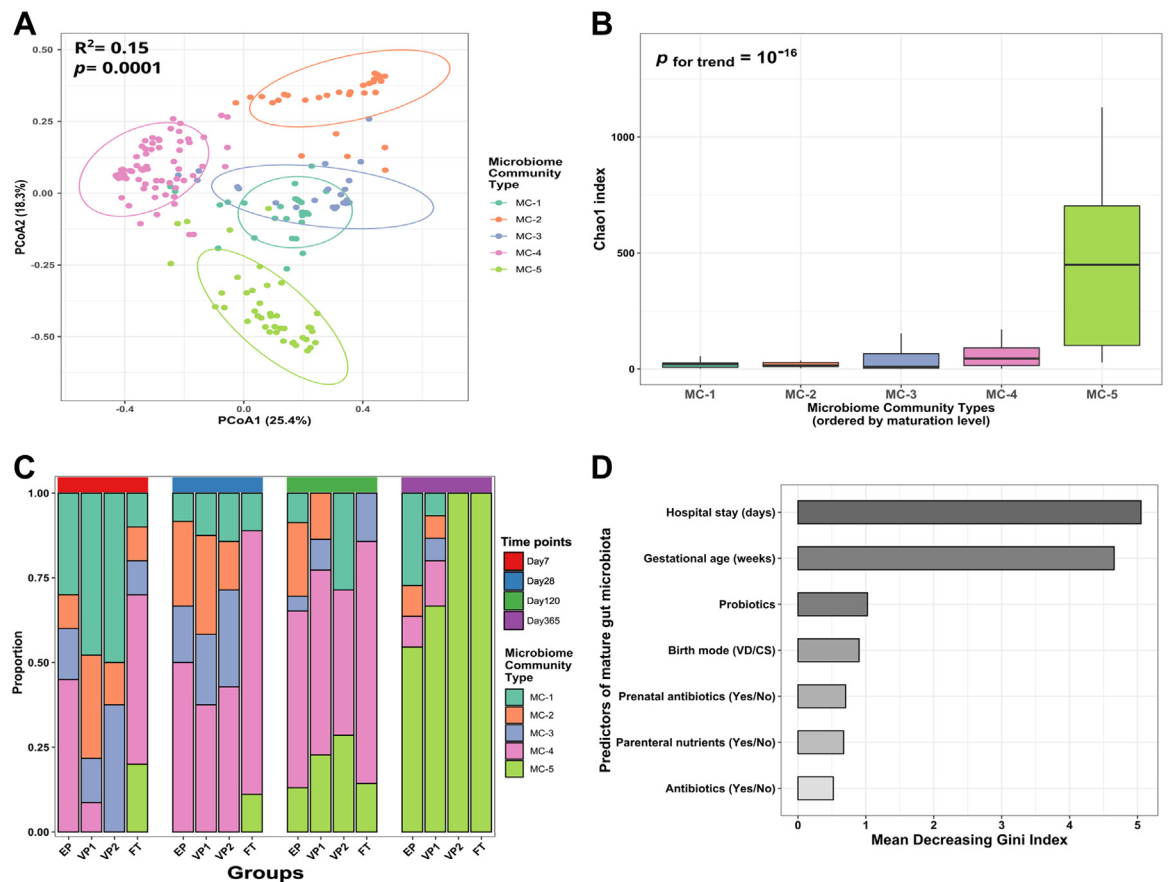 A
R²= 0.15
p= 0.0001
0.50
0.25
0.00
-0.25
-0.50
PCoA2 (18.3%)
-0.4
0.0
0.4
PCoA1 (25.4%)
Microbiome
Community
Type
MC-1
MC-2
MC-3
MC-4
MC-5
B
p for trend = 10⁻¹⁶
1000
500
0
Chao1 index
MC-1
MC-2
MC-3
MC-4
MC-5
Microbiome Community Types
(ordered by maturation level)
C
1.00
0.75
0.50
0.25
0.00
Proportion
EP
VP1
VP2
FT
EP
VP1
VP2
FT
EP
VP1
VP2
FT
EP
VP1
VP2
FT
Groups
Time points
Day7
Day28
Day120
Day365
Microbiome
Community
Type
MC-1
MC-2
MC-3
MC-4
MC-5
D
Predictors of mature gut microbiota
Hospital stay (days)
Gestational age (weeks)
Probiotics
Birth mode (VD/CS)
Prenatal antibiotics (Yes/No)
Parenteral nutrients (Yes/No)
Antibiotics (Yes/No)
0
1
2
3
4
5
Mean Decreasing Gini Index